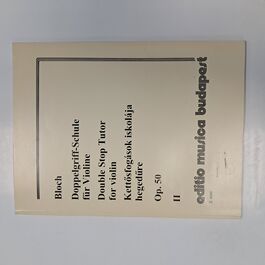 Bloch
Doppelgriff-Schule
für Violine
Double Stop Tutor
for violin
Kettősfogások iskolája
hegedűre
Op. 50
II
editio musica budapest